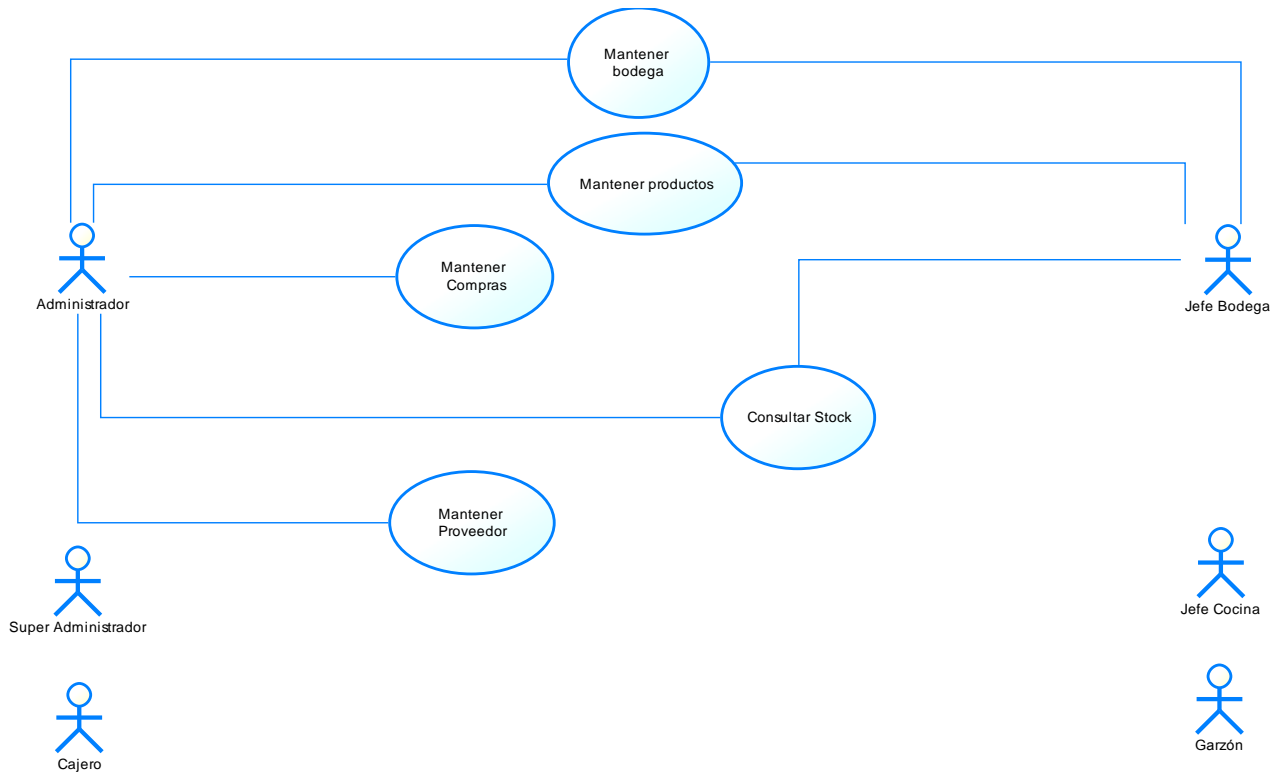 Mantener
bodega
Mantener productos
Mantener
Compras
Administrador
Jefe Bodega
Consultar Stock
Mantener
Proveedor
Super Administrador
Jefe Cocina
Cajero
Garzón